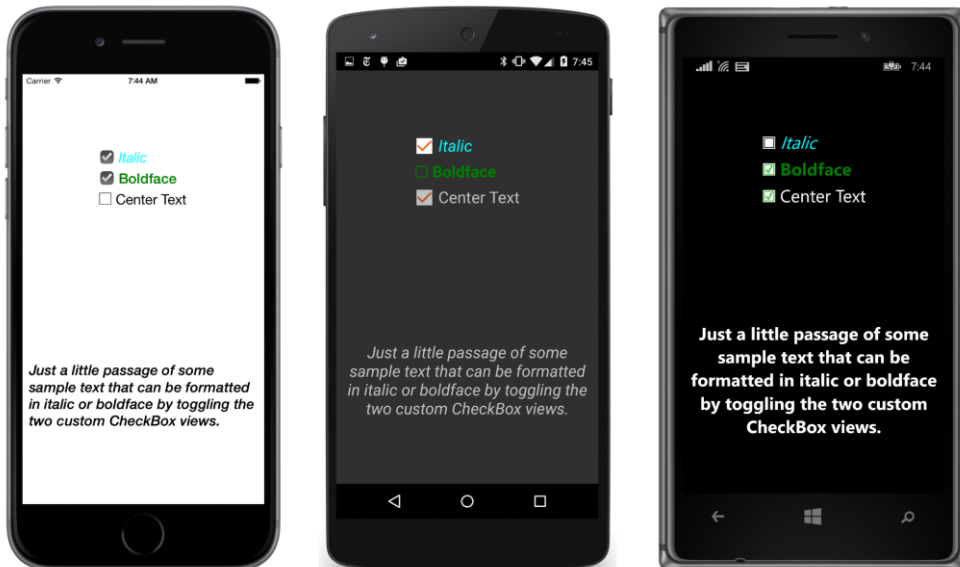 Carrier
7:44 AM
Italic
Boldface
Center Text
Just a little passage of some
sample text that can be formatted
in italic or boldface by toggling the
two custom CheckBox views.
7:45
Italic
Boldface
Center Text
Just a little passage of some
sample text that can be formatted
in italic or boldface by toggling the
two custom CheckBox views.
7:44
Italic
Boldface
Center Text
Just a little passage of some
sample text that can be
formatted in italic or boldface
by toggling the two custom
CheckBox views.